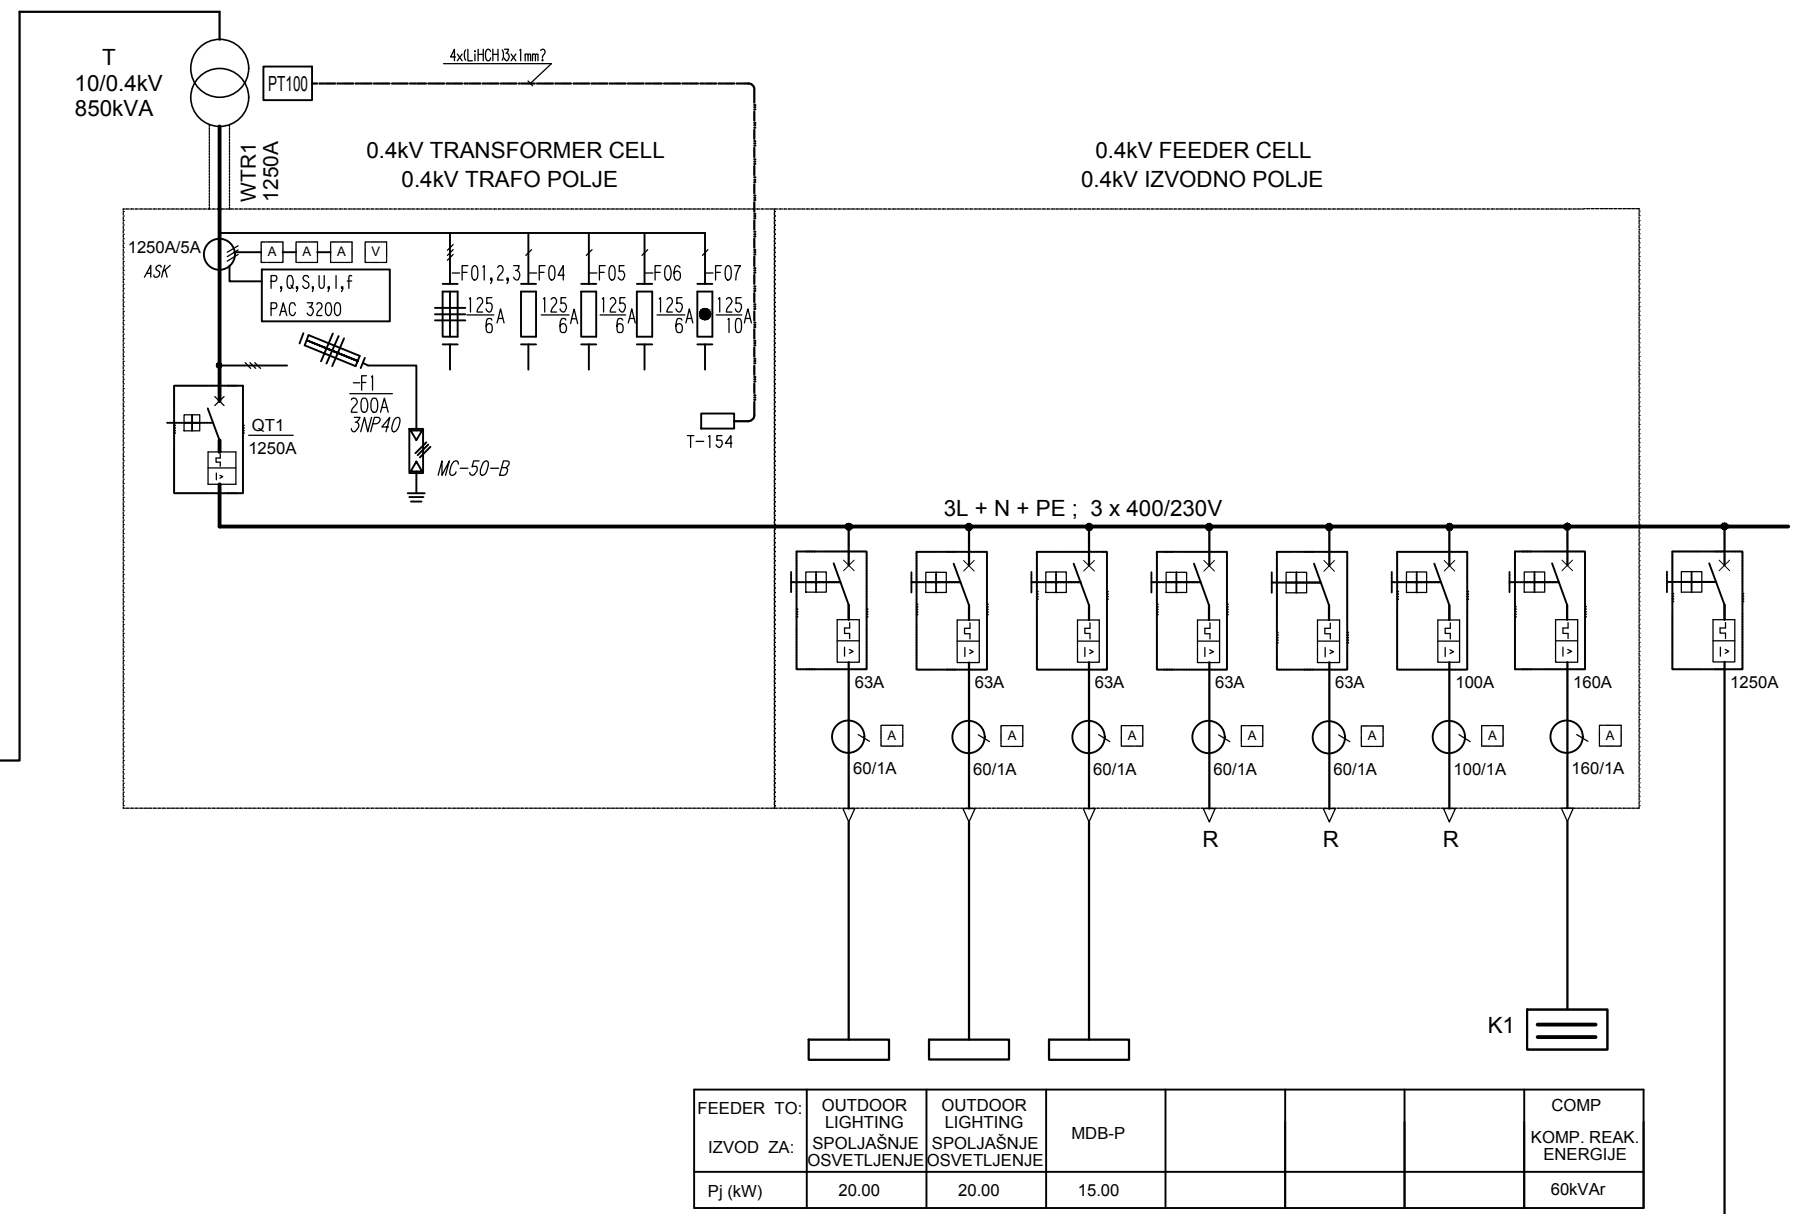 T
10/0.4kV
850kVA
PT100
4x(LiHCH)3x1mm?
WTR1
1250A
0.4kV TRANSFORMER CELL
0.4kV TRAFO POLJE
0.4kV FEEDER CELL
0.4kV IZVODNO POLJE
1250A/5A
ASK
A A A V
P,Q,S,U,I,f
PAC 3200
-F01,2,3 -F04 -F05 -F06 -F07
125 A 125 A 125 A 125 A 125 A
6 6 6 6 10
-F1
200A
3NP40
QT1
1250A
I>
MC-50-B
T-154
3L + N + PE ; 3 x 400/230V
I> I> I> I> I> I> I> I>
63A 63A 63A 63A 63A 100A 160A 1250A
A A A A A A A
60/1A 60/1A 60/1A 60/1A 60/1A 100/1A 160/1A
R R R
K1
FEEDER TO: OUTDOOR LIGHTING OUTDOOR LIGHTING MDB-P COMP
IZVOD ZA: SPOLJAŠNJE OSVETLJENJE SPOLJAŠNJE OSVETLJENJE KOMP. REAK. ENERGIJE
Pj (kW) 20.00 20.00 15.00 60kVAr